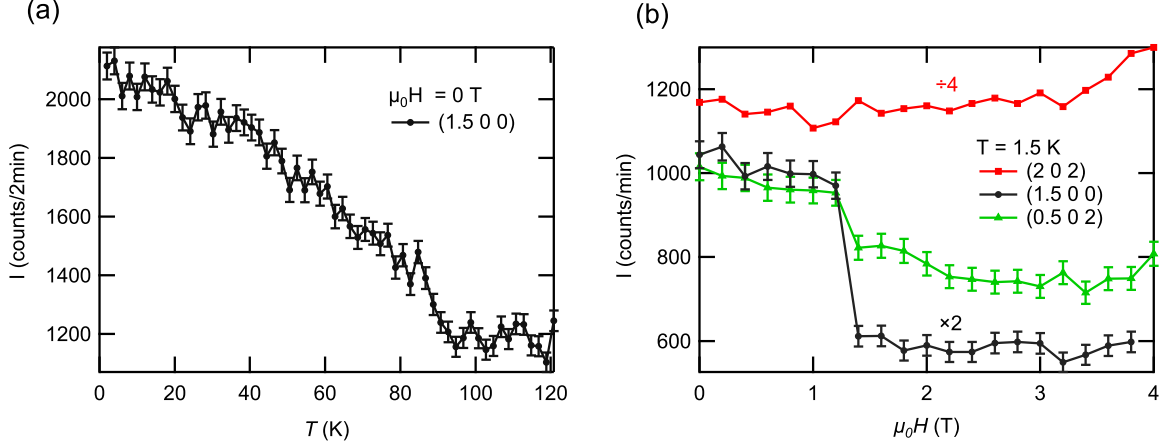 (a)
I (counts/2min)
2000
1800
1600
1400
1200
μ₀H = 0 T
(1.5 0 0)
0
20
40
60
80
100
120
T (K)
(b)
I (counts/min)
1200
1000
800
600
÷4
T = 1.5 K
(2 0 2)
(1.5 0 0)
(0.5 0 2)
×2
0
1
2
3
4
μ₀H (T)